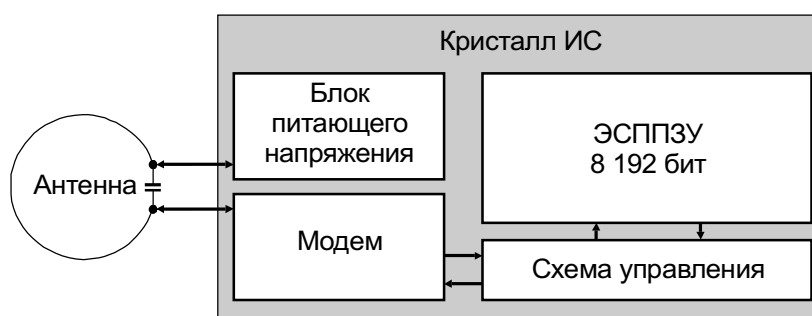 Кристалл ИС
Блок
питающего
напряжения
ЭСППЗУ
8 192 бит
Антенна
Модем
Схема управления